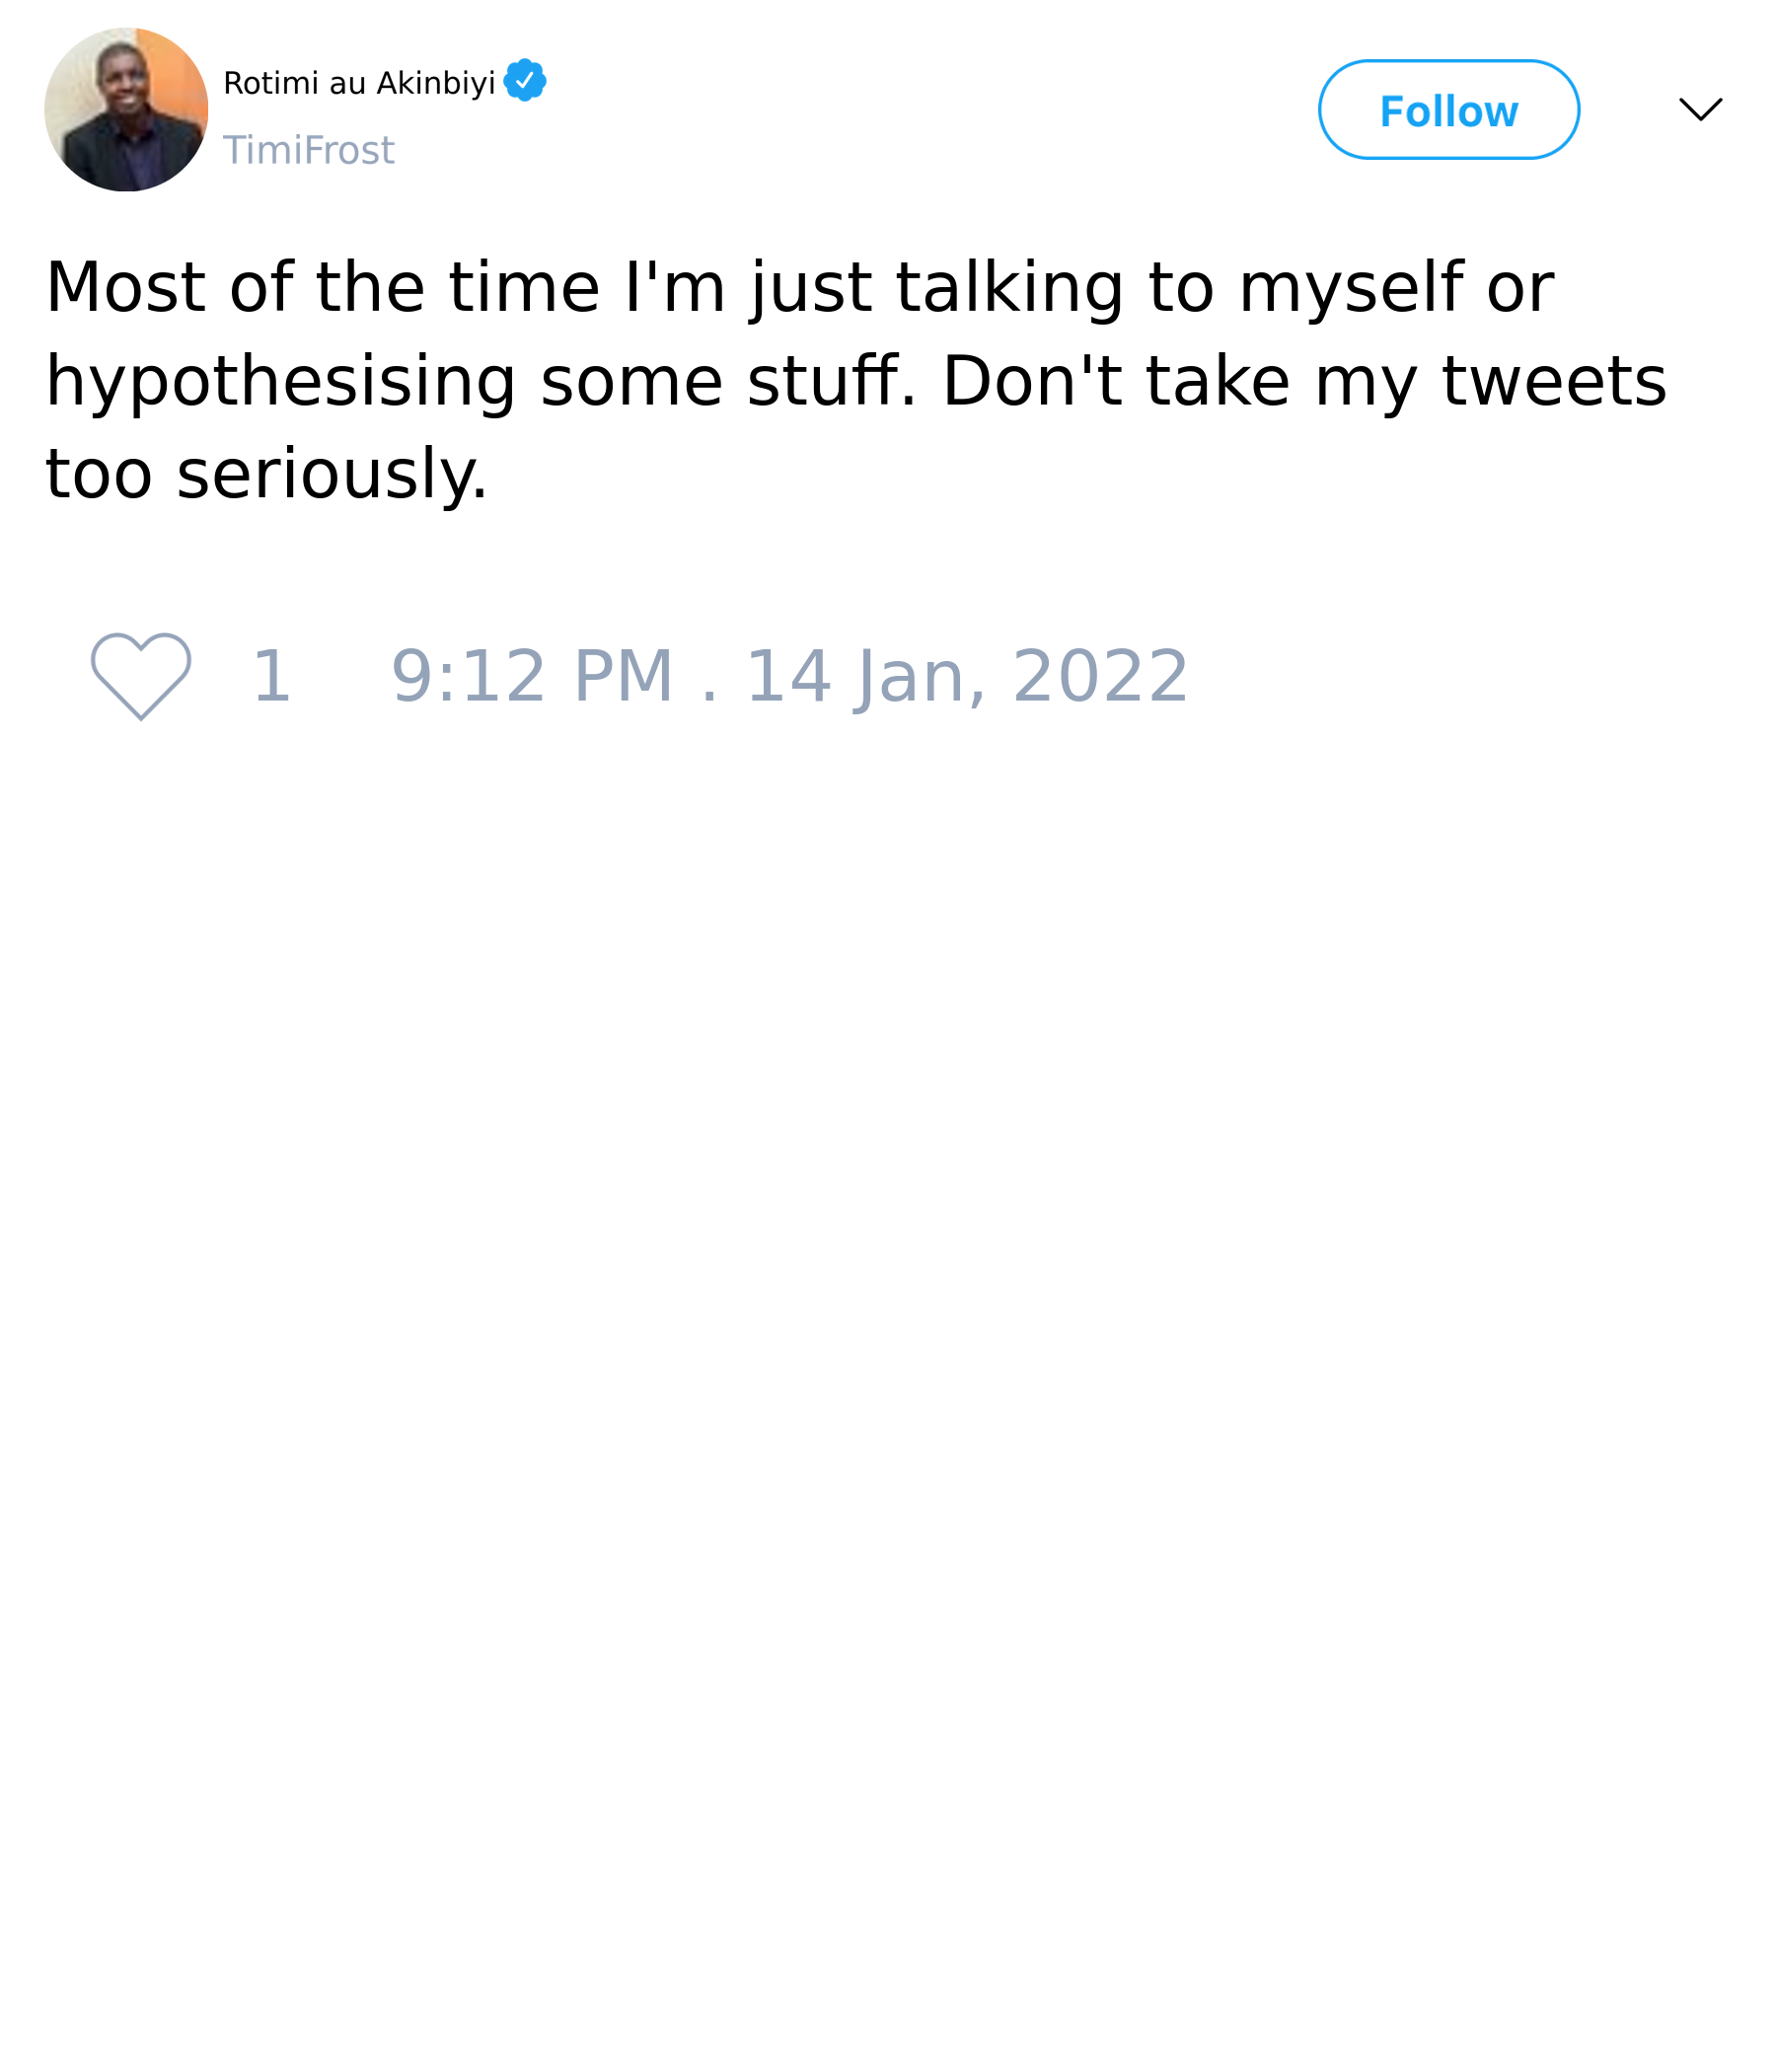 Rotimi au Akinbiyi
TimiFrost
Follow
Most of the time I'm just talking to myself or
hypothesising some stuff. Don't take my tweets
too seriously.
1 9:12 PM . 14 Jan, 2022